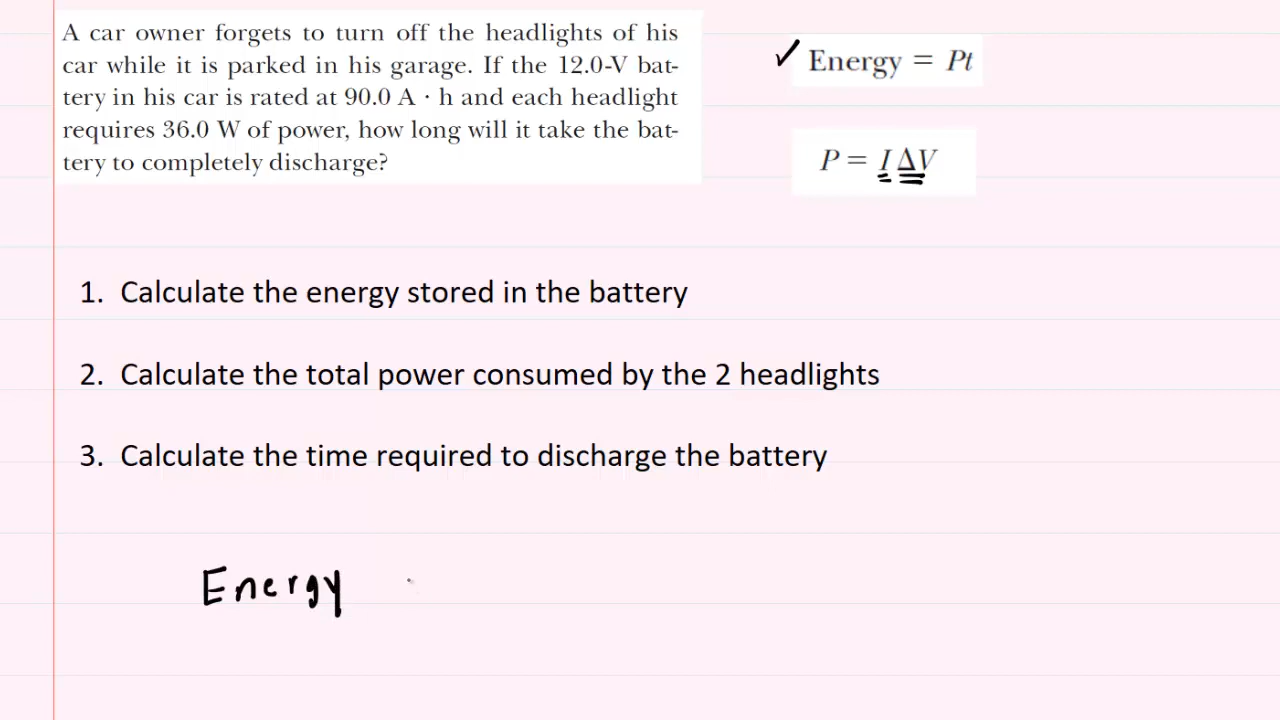 A car owner forgets to turn off the headlights of his
car while it is parked in his garage. If the 12.0-V bat-
tery in his car is rated at 90.0 A · h and each headlight
requires 36.0 W of power, how long will it take the bat-
tery to completely discharge?
✓ Energy = Pt
P = I ΔV
1. Calculate the energy stored in the battery
2. Calculate the total power consumed by the 2 headlights
3. Calculate the time required to discharge the battery
Energy